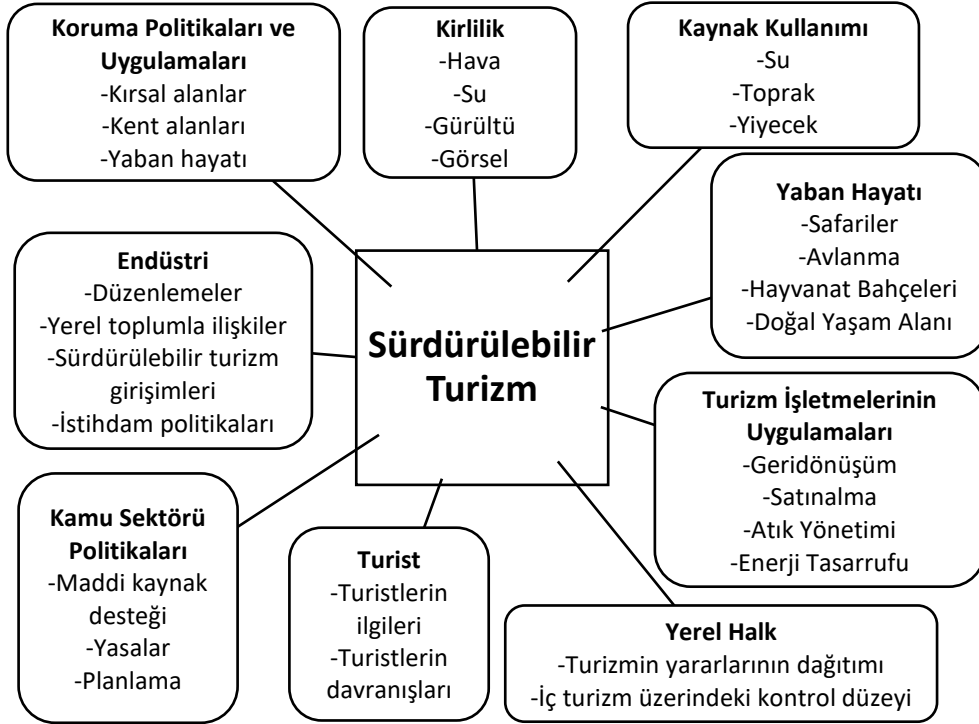 Koruma Politikaları ve
Uygulamaları
-Kırsal alanlar
-Kent alanları
-Yaban hayatı
Kirlilik
-Hava
-Su
-Gürültü
-Görsel
Kaynak Kullanımı
-Su
-Toprak
-Yiyecek
Yaban Hayatı
-Safariler
-Avlanma
-Hayvanat Bahçeleri
-Doğal Yaşam Alanı
Endüstri
-Düzenlemeler
-Yerel toplumla ilişkiler
-Sürdürülebilir turizm
girişimleri
-İstihdam politikaları
Sürdürülebilir
Turizm
Turizm İşletmelerinin
Uygulamaları
-Geridönüşüm
-Satınalma
-Atık Yönetimi
-Enerji Tasarrufu
Kamu Sektörü
Politikaları
-Maddi kaynak
desteği
-Yasalar
-Planlama
Turist
-Turistlerin
ilgileri
-Turistlerin
davranışları
Yerel Halk
-Turizmin yararlarının dağıtımı
-İç turizm üzerindeki kontrol düzeyi